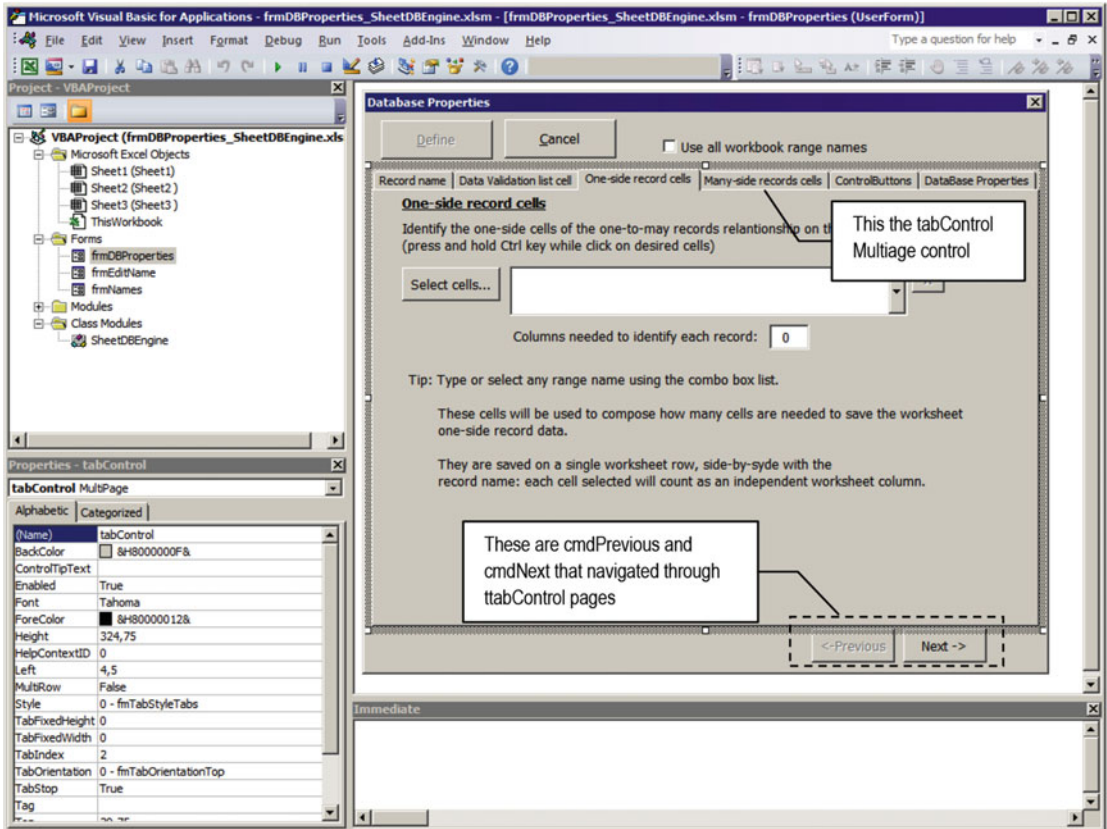 Microsoft Visual Basic for Applications - frmDBProperties_SheetDBEngine.xlsm - [frmDBProperties_SheetDBEngine.xlsm - frmDBProperties (UserForm)]
File Edit View Insert Format Debug Run Tools Add-Ins Window Help
Type a question for help
Project - VBAProject
VBAProject (frmDBProperties_SheetDBEngine.xls
Microsoft Excel Objects
Sheet1 (Sheet1)
Sheet2 (Sheet2 )
Sheet3 (Sheet3 )
ThisWorkbook
Forms
frmDBProperties
frmEditName
frmNames
Modules
Class Modules
SheetDBEngine
Properties - tabControl
tabControl MultiPage
Alphabetic Categorized
(Name) tabControl
BackColor &H8000000F&
ControlTipText
Enabled True
Font Tahoma
ForeColor &H80000012&
Height 324,75
HelpContextID 0
Left 4,5
MultiRow False
Style 0 - fmTabStyleTabs
TabFixedHeight 0
TabFixedWidth 0
TabIndex 2
TabOrientation 0 - fmTabOrientationTop
TabStop True
Tag
Database Properties
Define Cancel Use all workbook range names
Record name Data Validation list cell One-side record cells Many-side records cells ControlButtons DataBase Properties
One-side record cells
Identify the one-side cells of the one-to-may records relantionship on
(press and hold Ctrl key while click on desired cells)
This the tabControl
Multiage control
Select cells...
Columns needed to identify each record: 0
Tip: Type or select any range name using the combo box list.
These cells will be used to compose how many cells are needed to save the worksheet
one-side record data.
They are saved on a single worksheet row, side-by-syde with the
record name: each cell selected will count as an independent worksheet column.
These are cmdPrevious and
cmdNext that navigated through
ttabControl pages
<-Previous Next ->
Immediate